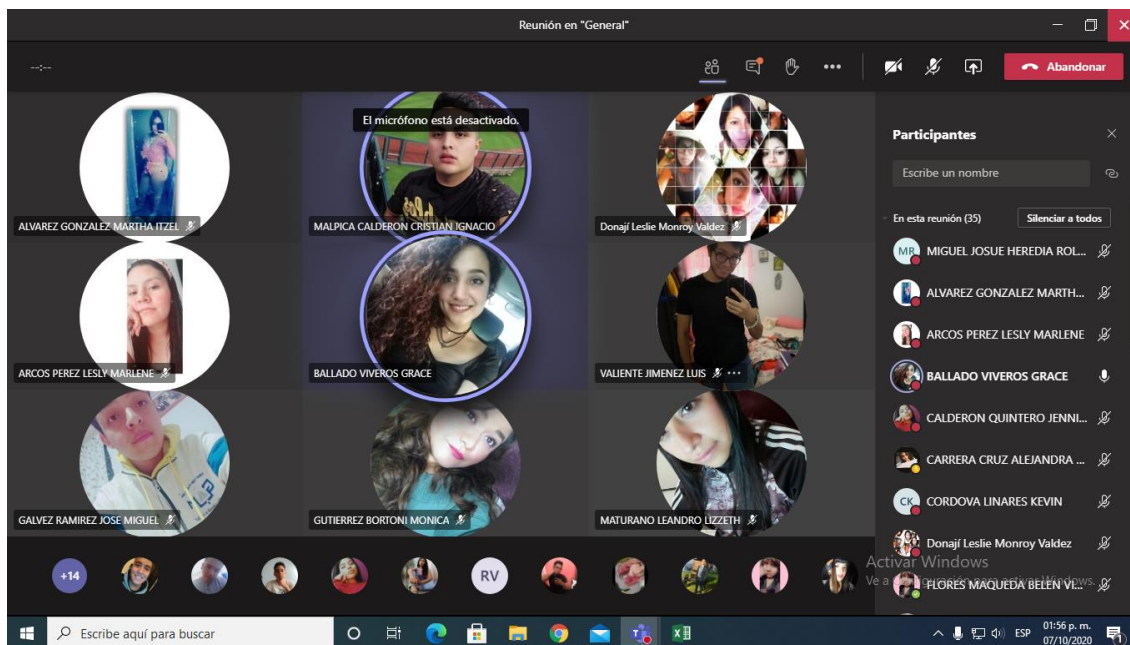 Reunión en "General"
--:--
Abandonar
El micrófono está desactivado.
ALVAREZ GONZALEZ MARTHA ITZEL
MALPICA CALDERON CRISTIAN IGNACIO
Donají Leslie Monroy Valdez
ARCOS PEREZ LESLY MARLENE
BALLADO VIVEROS GRACE
VALIENTE JIMENEZ LUIS
GALVEZ RAMIREZ JOSE MIGUEL
GUTIERREZ BORTONI MONICA
MATURANO LEANDRO LIZZETH
+14
RV
Participantes
Escribe un nombre
En esta reunión (35)
Silenciar a todos
MR MIGUEL JOSUE HEREDIA ROL...
ALVAREZ GONZALEZ MARTH...
ARCOS PEREZ LESLY MARLENE
BALLADO VIVEROS GRACE
CALDERON QUINTERO JENNI...
CARRERA CRUZ ALEJANDRA ...
CK CORDOVA LINARES KEVIN
Donají Leslie Monroy Valdez
Activar Windows
FLORES MAQUEDA BELEN VI...
Escribe aquí para buscar
ESP
01:56 p. m.
07/10/2020